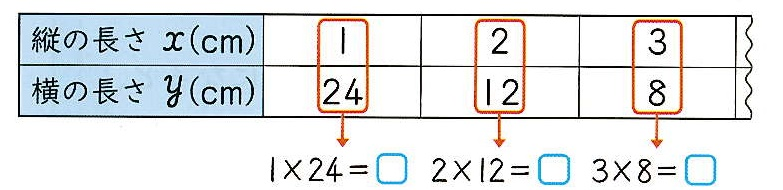 縦の長さ x(cm) 1 2 3
横の長さ y(cm) 24 12 8
1×24=□ 2×12=□ 3×8=□